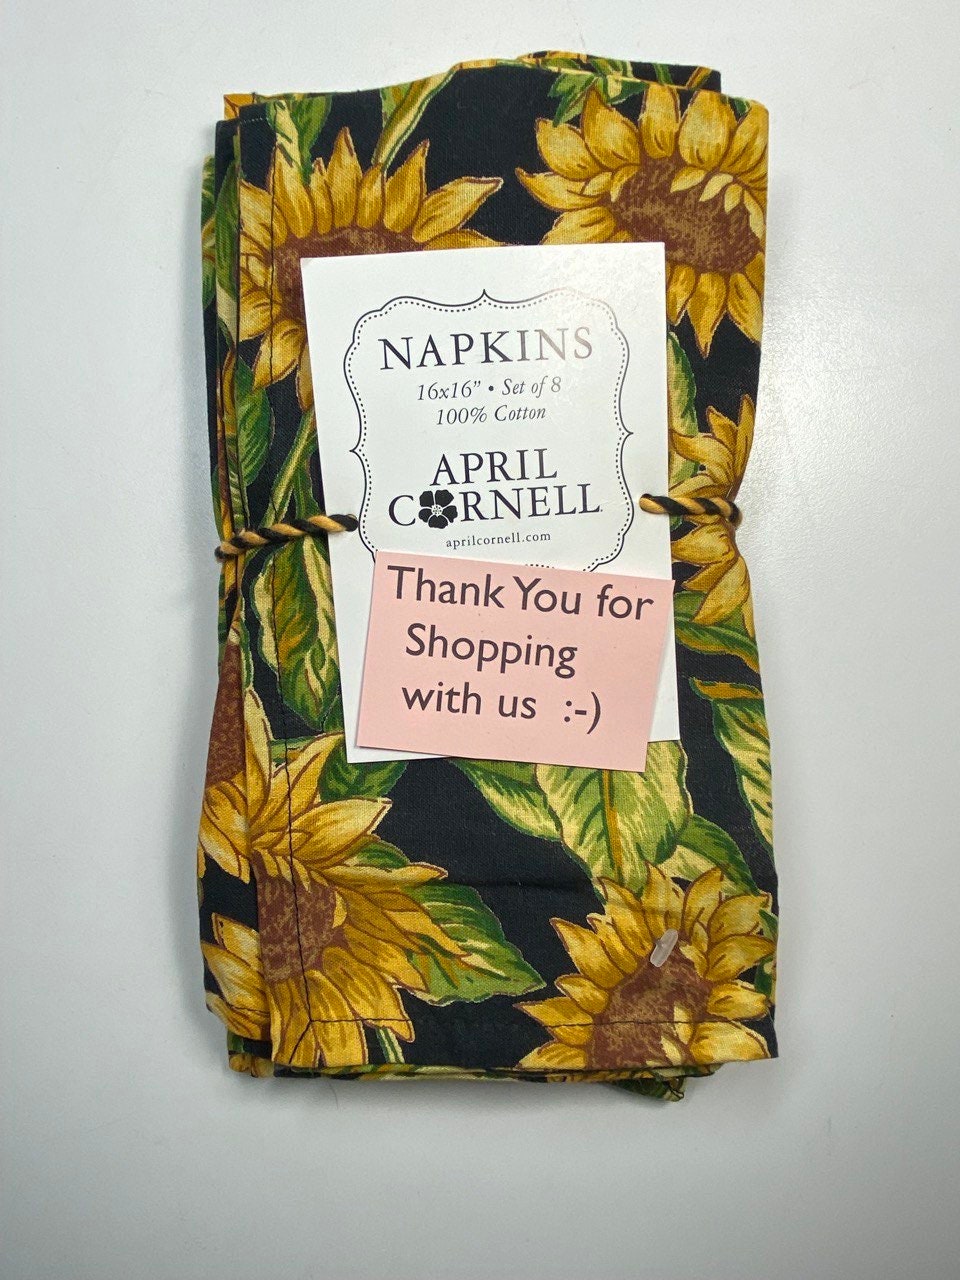 NAPKINS
16x16” • Set of 8
100% Cotton
APRIL
CORNELL
aprilcornell.com
Thank You for
Shopping
with us :-)